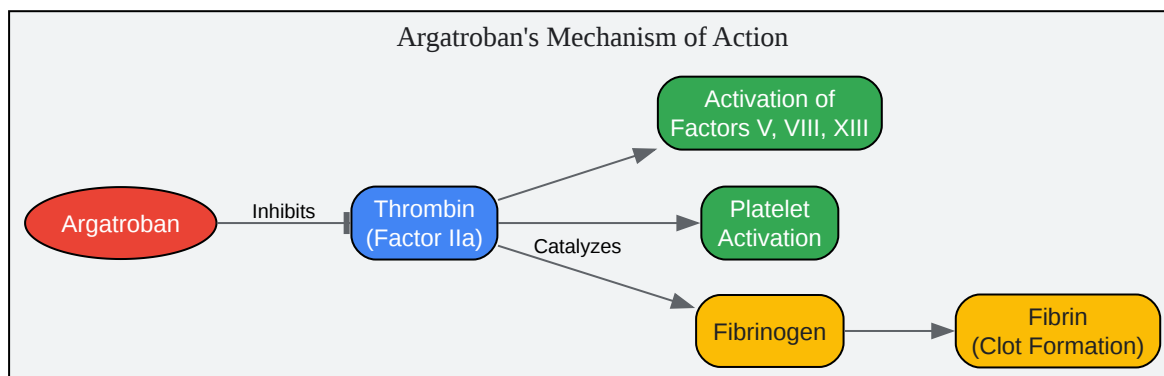 Argatroban's Mechanism of Action
Activation of
Factors V, VIII, XIII
Argatroban
Inhibits
Thrombin
(Factor IIa)
Platelet
Activation
Catalyzes
Fibrinogen
Fibrin
(Clot Formation)